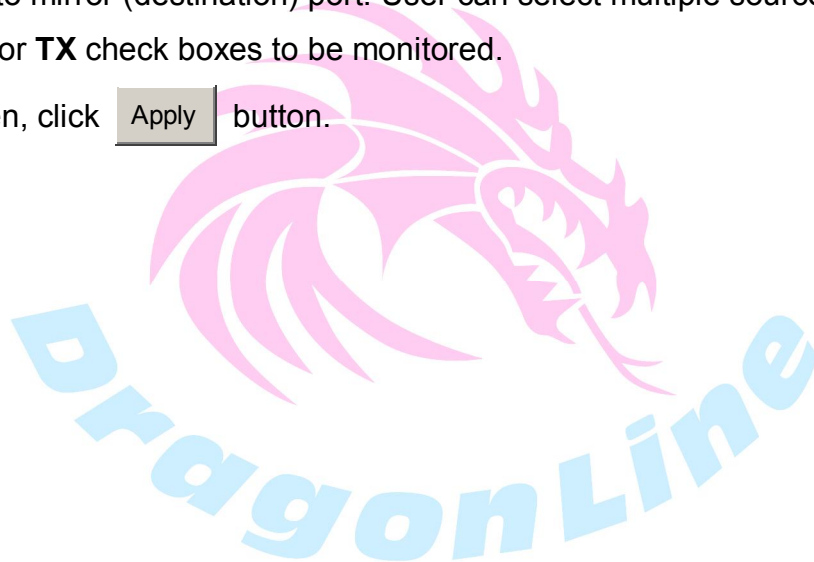 to mirror (destination) port. User can select multiple source
or TX check boxes to be monitored.
n, click Apply button.
DragonLine